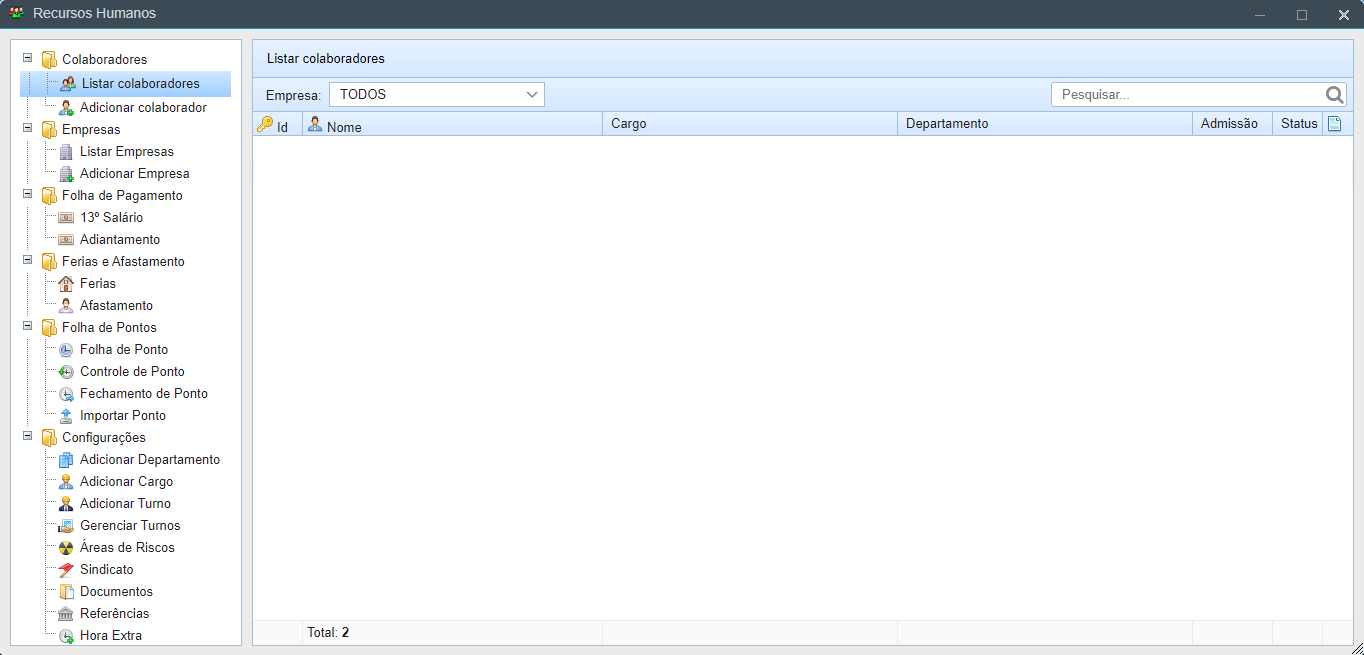 Recursos Humanos
Colaboradores
Listar colaboradores
Adicionar colaborador
Empresas
Listar Empresas
Adicionar Empresa
Folha de Pagamento
13º Salário
Adiantamento
Ferias e Afastamento
Ferias
Afastamento
Folha de Pontos
Folha de Ponto
Controle de Ponto
Fechamento de Ponto
Importar Ponto
Configurações
Adicionar Departamento
Adicionar Cargo
Adicionar Turno
Gerenciar Turnos
Áreas de Riscos
Sindicato
Documentos
Referências
Hora Extra
Listar colaboradores
Empresa: TODOS Pesquisar...
Id Nome Cargo Departamento Admissão Status
Total: 2